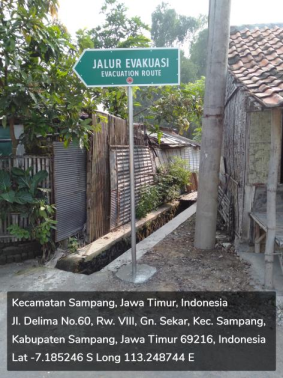 JALUR EVAKUASI
EVACUATION ROUTE
Kecamatan Sampang, Jawa Timur, Indonesia
Jl. Delima No.60, Rw. VIII, Gn. Sekar, Kec. Sampang,
Kabupaten Sampang, Jawa Timur 69216, Indonesia
Lat -7.185246 S Long 113.248744 E